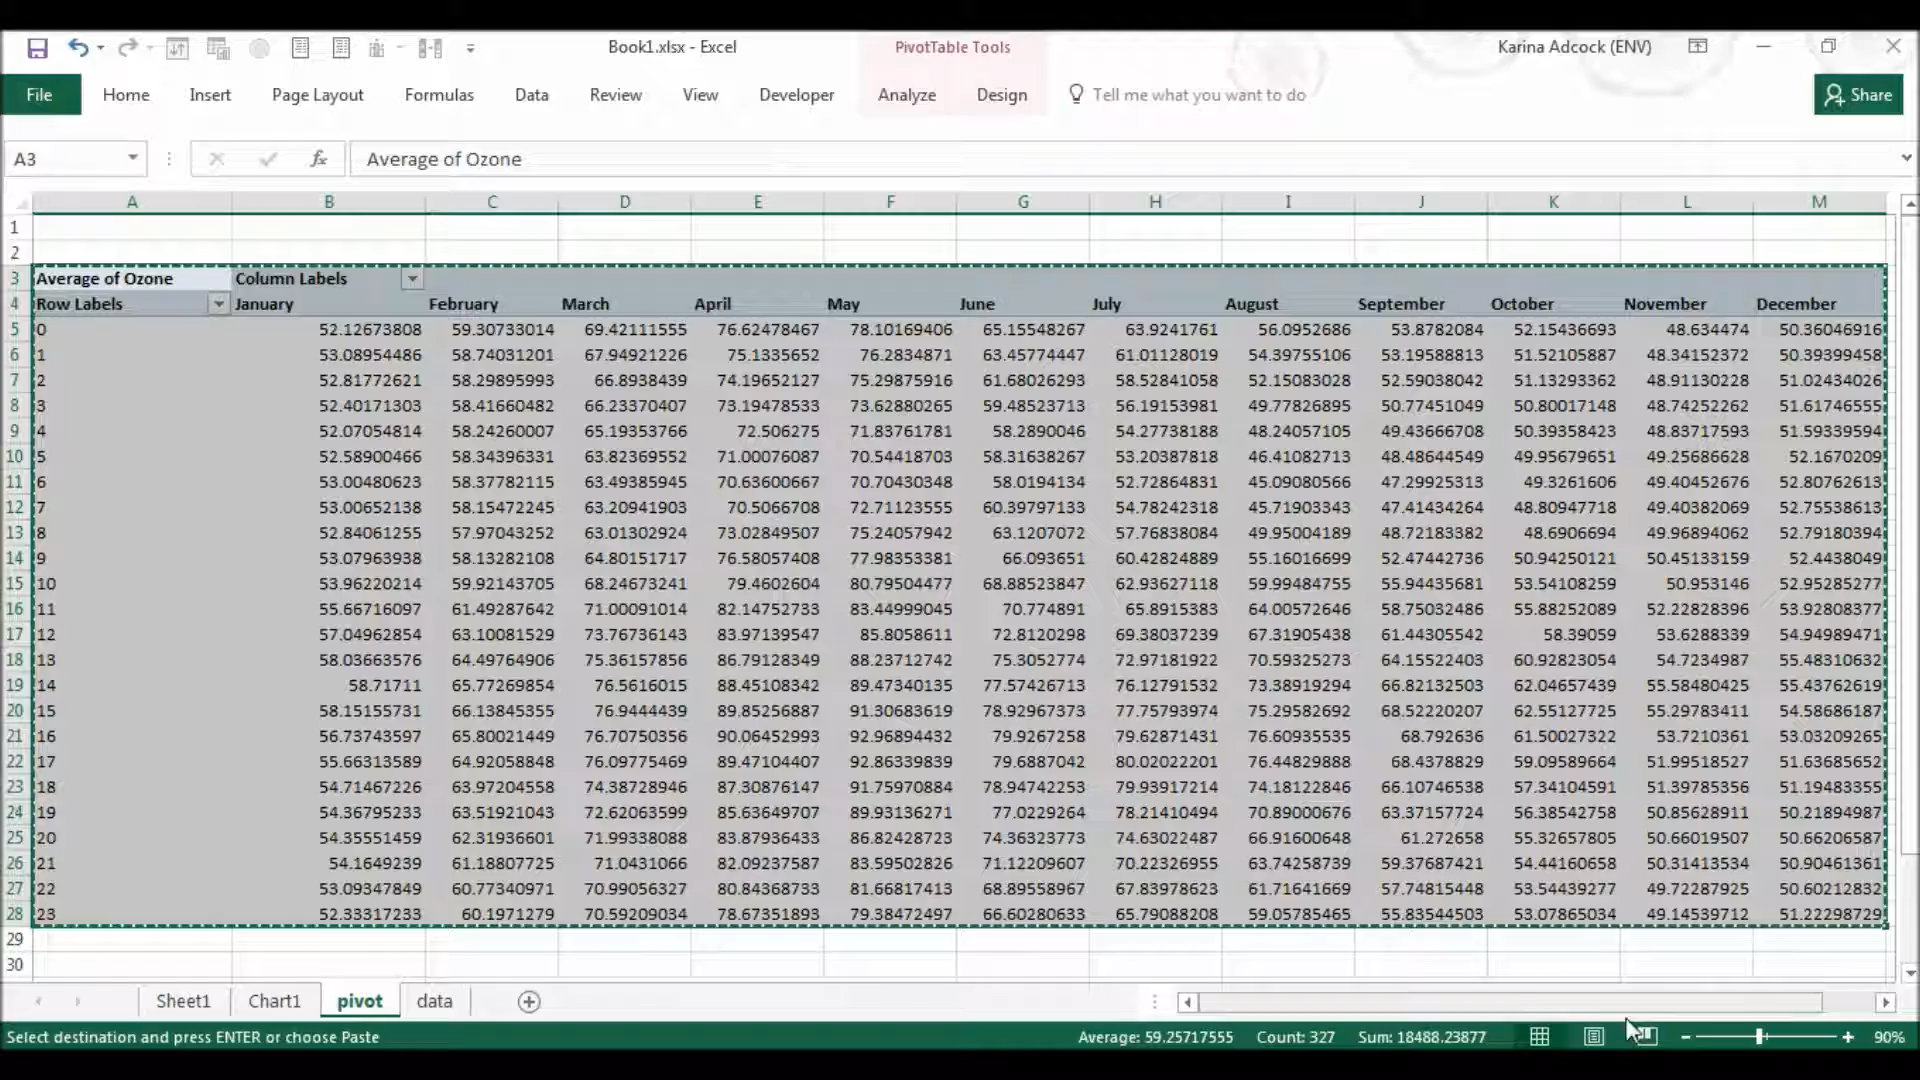 Book1.xlsx - Excel PivotTable Tools Karina Adcock (ENV)
File Home Insert Page Layout Formulas Data Review View Developer Analyze Design Tell me what you want to do Share
A3 fx Average of Ozone
A B C D E F G H I J K L M
1
2
3 Average of Ozone Column Labels
4 Row Labels January February March April May June July August September October November December
5 0 52.12673808 59.30733014 69.42111555 76.62478467 78.10169406 65.15548267 63.9241761 56.0952686 53.8782084 52.15436693 48.634474 50.36046916
6 1 53.08954486 58.74031201 67.94921226 75.1335652 76.2834871 63.45774447 61.01128019 54.39755106 53.19588813 51.52105887 48.34152372 50.39399458
7 2 52.81772621 58.29895993 66.8938439 74.19652127 75.29875916 61.68026293 58.52841058 52.15083028 52.59038042 51.13293362 48.91130228 51.02434026
8 3 52.40171303 58.41660482 66.23370407 73.19478533 73.62880265 59.48523713 56.19153981 49.77826895 50.77451049 50.80017148 48.74252262 51.61746555
9 4 52.07054814 58.24260007 65.19353766 72.506275 71.83761781 58.2890046 54.27738188 48.24057105 49.43666708 50.39358423 48.83717593 51.59339594
10 5 52.58900466 58.34396331 63.82369552 71.00076087 70.54418703 58.31638267 53.20387818 46.41082713 48.48644549 49.95679651 49.25686628 52.1670209
11 6 53.00480623 58.37782115 63.49385945 70.63600667 70.70430348 58.0194134 52.72864831 45.09080566 47.29925313 49.3261606 49.40452676 52.80762613
12 7 53.00652138 58.15472245 63.20941903 70.5066708 72.71123555 60.39797133 54.78242318 45.71903343 47.41434264 48.80947718 49.40382069 52.75538613
13 8 52.84061255 57.97043252 63.01302924 73.02849507 75.24057942 63.1207072 57.76838084 49.95004189 48.72183382 48.6906694 49.96894062 52.79180394
14 9 53.07963938 58.13282108 64.80151717 76.58057408 77.98353381 66.093651 60.42824889 55.16016699 52.47442736 50.94250121 50.45133159 52.4438049
15 10 53.96220214 59.92143705 68.24673241 79.4602604 80.79504477 68.88523847 62.93627118 59.99484755 55.94435681 53.54108259 50.953146 52.95285277
16 11 55.66716097 61.49287642 71.00091014 82.14752733 83.44999045 70.774891 65.8915383 64.00572646 58.75032486 55.88252089 52.22828396 53.92808377
17 12 57.04962854 63.10081529 73.76736143 83.97139547 85.8058611 72.8120298 69.38037239 67.31905438 61.44305542 58.39059 53.6288339 54.94989471
18 13 58.03663576 64.49764906 75.36157856 86.79128349 88.23712742 75.3052774 72.97181922 70.59325273 64.15522403 60.92823054 54.7234987 55.48310632
19 14 58.71711 65.77269854 76.5616015 88.45108342 89.47340135 77.57426713 76.12791532 73.38919294 66.82132503 62.04657439 55.58480425 55.43762619
20 15 58.15155731 66.13845355 76.9444439 89.85256887 91.30683619 78.92967373 77.75793974 75.29582692 68.52220207 62.55127725 55.29783411 54.58686187
21 16 56.73743597 65.80021449 76.70750356 90.06452993 92.96894432 79.9267258 79.62871431 76.60935535 68.792636 61.50027322 53.7210361 53.03209265
22 17 55.66313589 64.92058848 76.09775469 89.47104407 92.86339839 79.6887042 80.02022201 76.44829888 68.4378829 59.09589664 51.99518527 51.63685652
23 18 54.71467226 63.97204558 74.38728946 87.30876147 91.75970884 78.94742253 79.93917214 74.18122846 66.10746538 57.34104591 51.39785356 51.19483355
24 19 54.36795233 63.51921043 72.62063599 85.63649707 89.93136271 77.0229264 78.21410494 70.89000676 63.37157724 56.38542758 50.85628911 50.21894987
25 20 54.35551459 62.31936601 71.99338088 83.87936433 86.82428723 74.36323773 74.63022487 66.91600648 61.272658 55.32657805 50.66019507 50.66206587
26 21 54.1649239 61.18807725 71.0431066 82.09237587 83.59502826 71.12209607 70.22326955 63.74258739 59.37687421 54.44160658 50.31413534 50.90461361
27 22 53.09347849 60.77340971 70.99056327 80.84368733 81.66817413 68.89558967 67.83978623 61.71641669 57.74815448 53.54439277 49.72287925 50.60212832
28 23 52.33317233 60.1971279 70.59209034 78.67351893 79.38472497 66.60280633 65.79088208 59.05785465 55.83544503 53.07865034 49.14539712 51.22298729
29
30
Sheet1 Chart1 pivot data
Select destination and press ENTER or choose Paste Average: 59.25717555 Count: 327 Sum: 18488.23877 90%